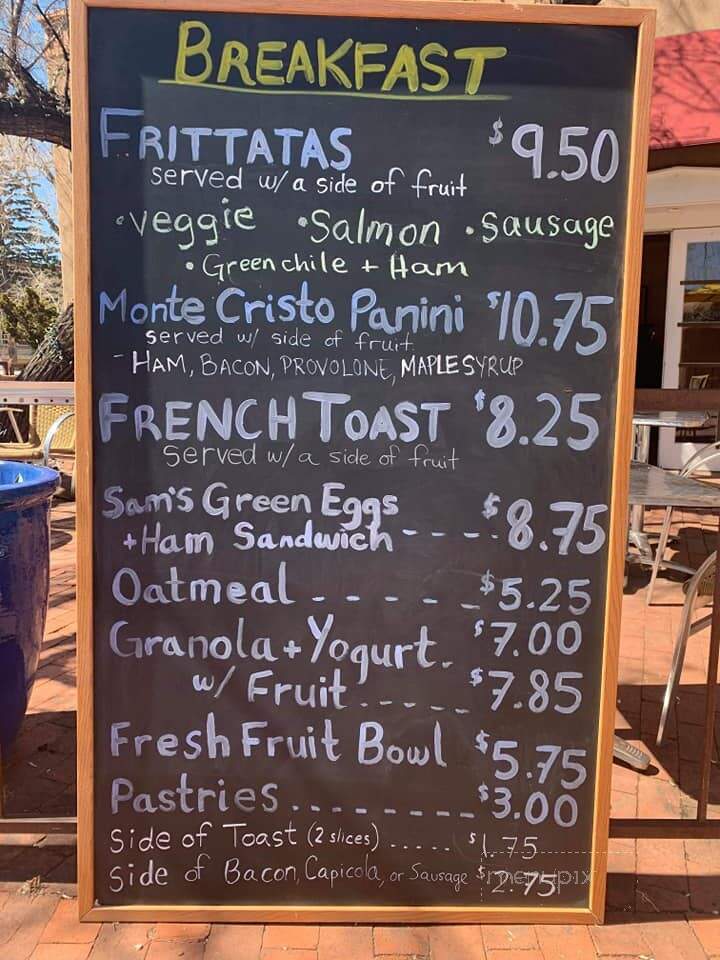 BREAKFAST
FRITTATAS $9.50
served w/ a side of fruit
• veggie • Salmon • Sausage
• Green chile + Ham
Monte Cristo Panini $10.75
served w/ side of fruit
- HAM, BACON, PROVOLONE, MAPLE SYRUP
FRENCH TOAST $8.25
served w/ a side of fruit
Sam's Green Eggs
+ Ham Sandwich - - - - $8.75
Oatmeal - - - - - $5.25
Granola + Yogurt - - $7.00
w/ Fruit - - - - - $7.85
Fresh Fruit Bowl $5.75
Pastries - - - - - - - - $3.00
Side of Toast (2 slices) ..... $1.75
Side of Bacon, Capicola, or Sausage $2.75
menupix